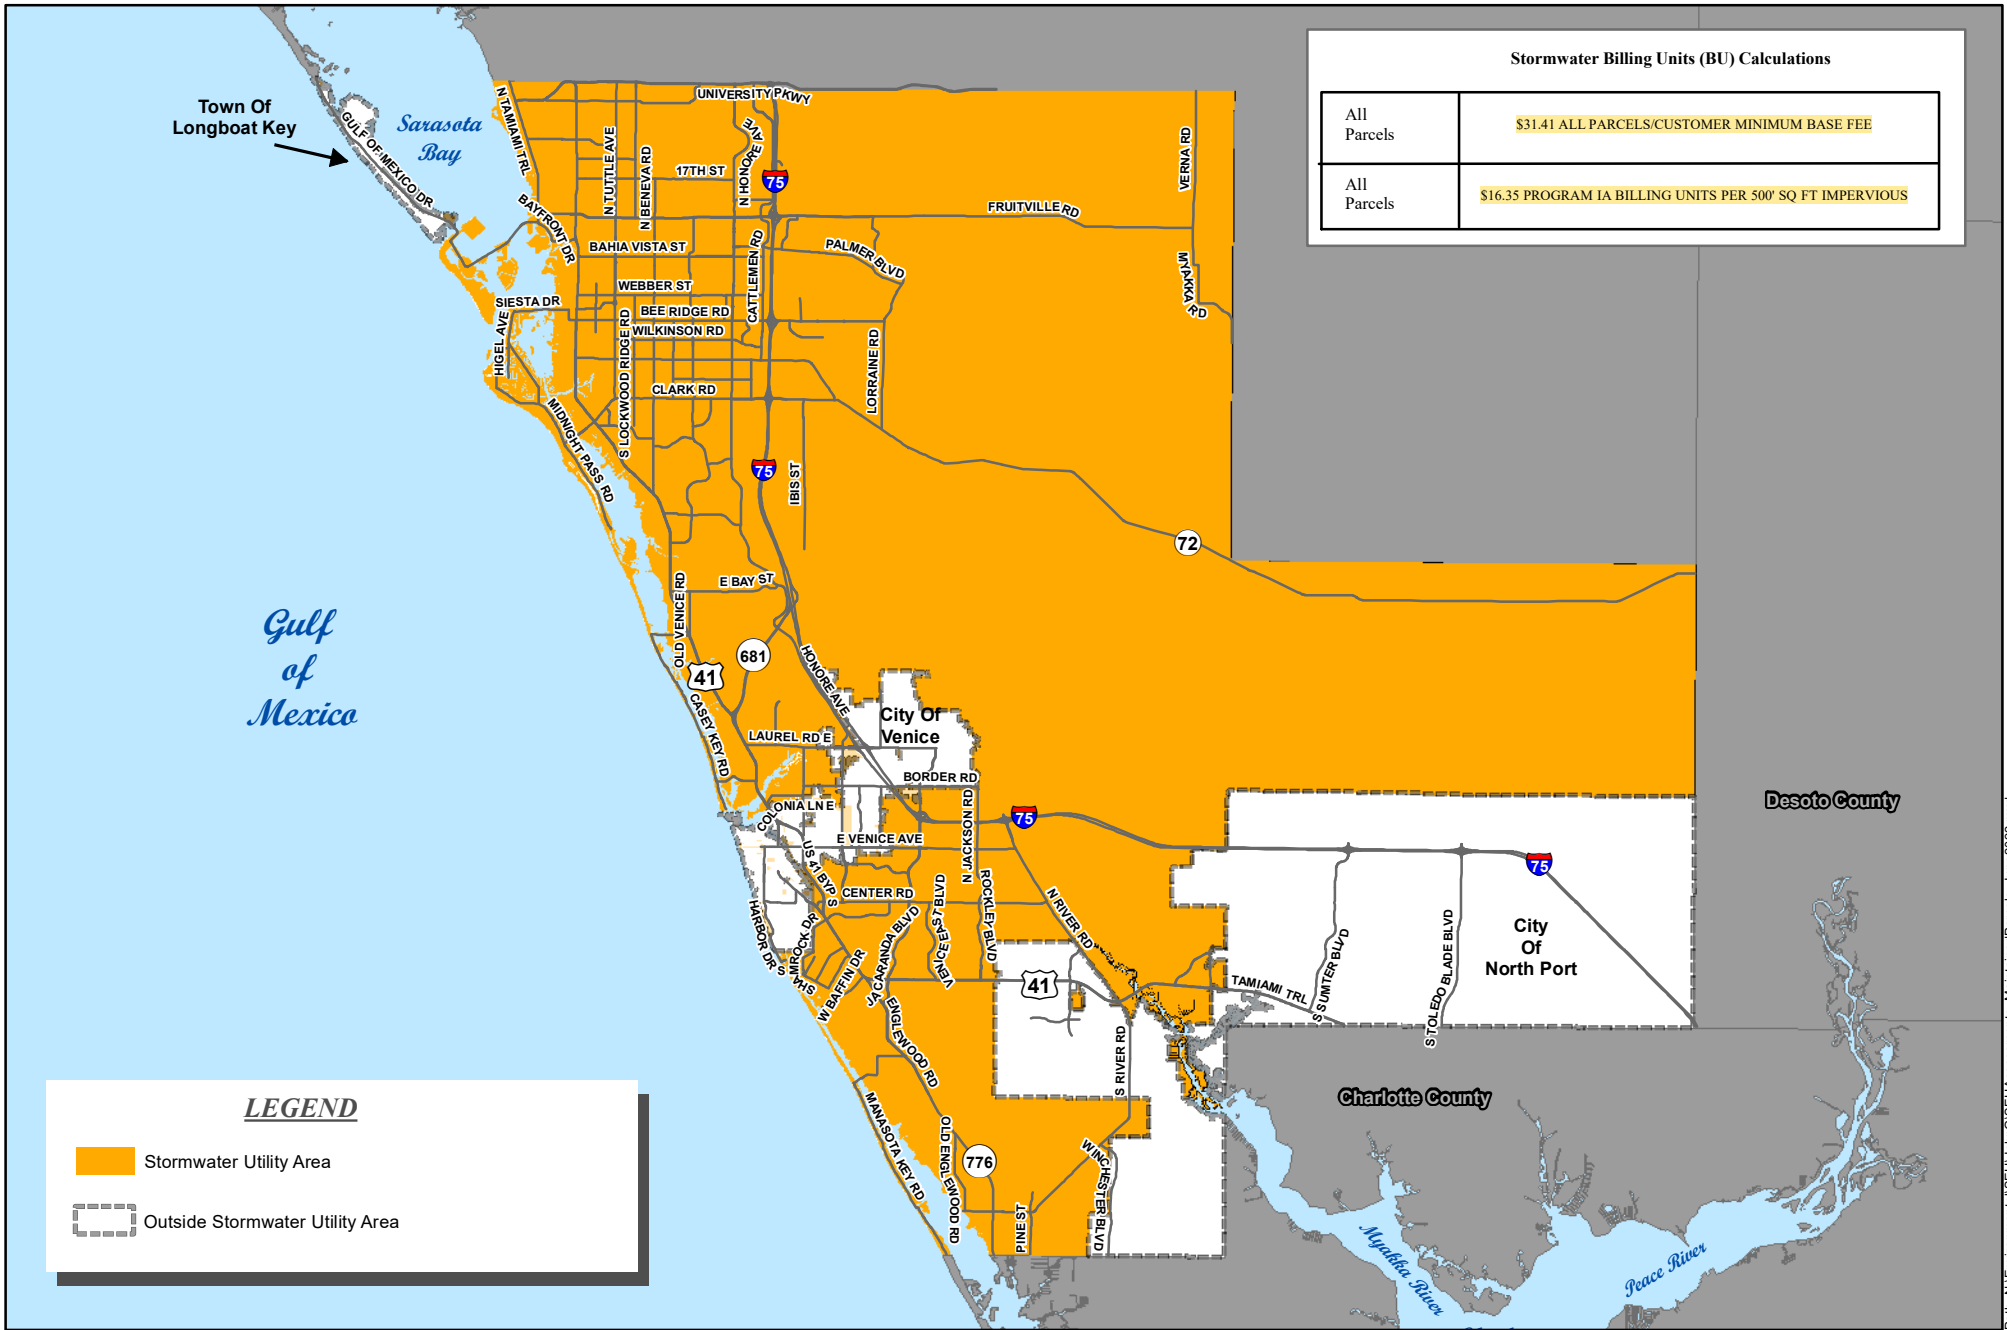 Stormwater Billing Units (BU) Calculations
All
Parcels
$31.41 ALL PARCELS/CUSTOMER MINIMUM BASE FEE
All
Parcels
$16.35 PROGRAM IA BILLING UNITS PER 500' SQ FT IMPERVIOUS
Town Of
Longboat Key
Sarasota
Bay
GULF OF MEXICO DR
N TAMIAMI TRL
UNIVERSITY PKWY
N TUTTLE AVE
N BENEVA RD
17TH ST
N HONORE AVE
75
VERNA RD
FRUITVILLE RD
BAYFRONT DR
BAHIA VISTA ST
CATTLEMEN RD
PALMER BLVD
MYAKKA RD
WEBBER ST
SIESTA DR
BEE RIDGE RD
WILKINSON RD
HIGEL AVE
S LOCKWOOD RIDGE RD
LORRAINE RD
CLARK RD
MIDNIGHT PASS RD
75
IBIS ST
72
E BAY ST
OLD VENICE RD
Gulf
of
Mexico
681
41
HONORE AVE
CASEY KEY RD
City Of
Venice
LAUREL RD E
BORDER RD
COLONIA LN E
75
E VENICE AVE
N JACKSON RD
US 41 BYP S
CENTER RD
HARBOR DR S
SHAMROCK DR
W BAFFIN DR
JACARANDA BLVD
VENICE EAST BLVD
ROCKLEY BLVD
N RIVER RD
41
75
Desoto County
City
Of
North Port
TAMIAMI TRL
S SUMTER BLVD
S TOLEDO BLADE BLVD
ENGLEWOOD RD
S RIVER RD
Charlotte County
MANASOTA KEY RD
OLD ENGLEWOOD RD
776
WINCHESTER BLVD
PINE ST
Myakka River
Peace River
LEGEND
Stormwater Utility Area
Outside Stormwater Utility Area